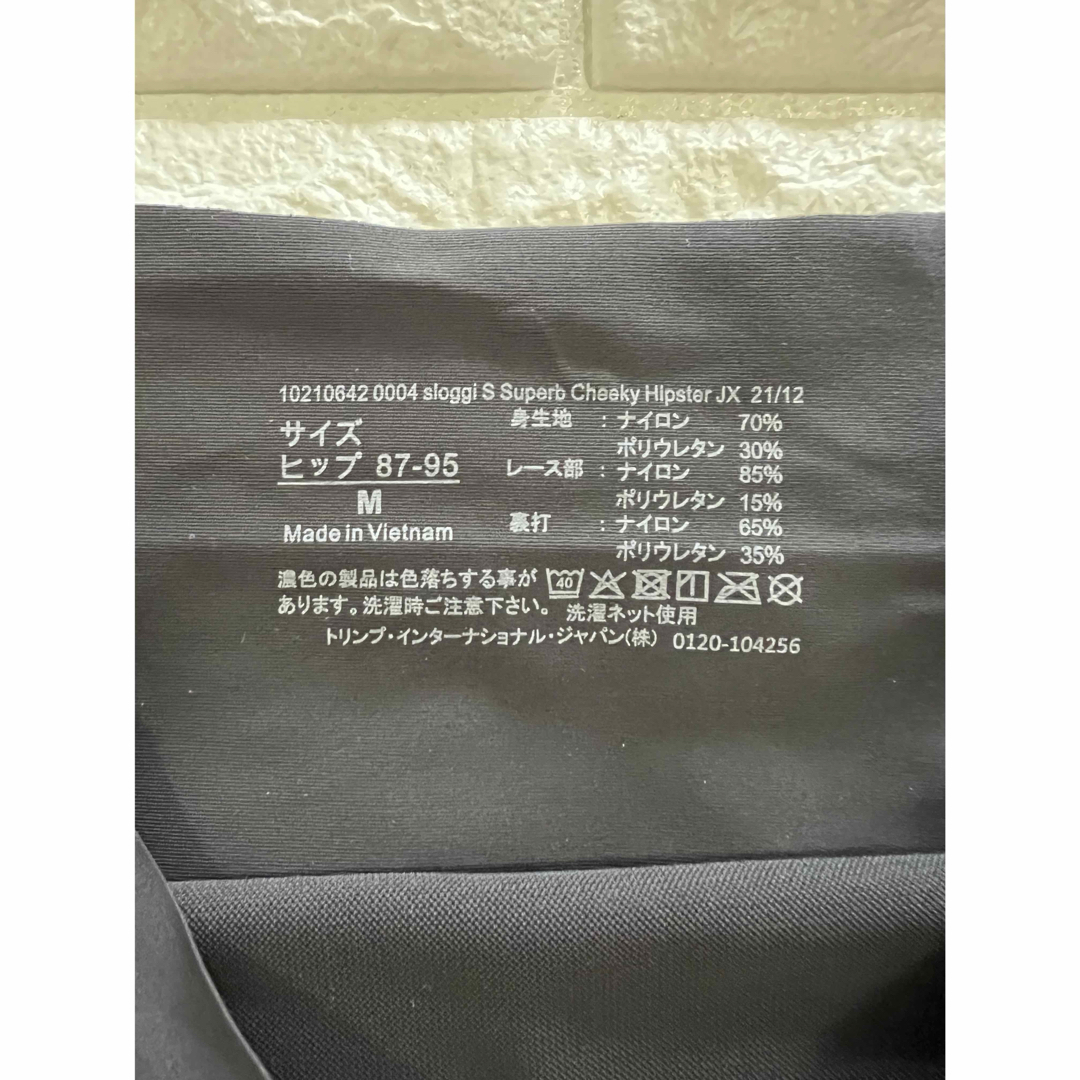 10210642 0004 sloggi S Superb Cheeky Hipster JX 21/12
サイズ
ヒップ 87-95
M
Made in Vietnam
身生地 : ナイロン 70%
ポリウレタン 30%
レース部 : ナイロン 85%
ポリウレタン 15%
裏打 : ナイロン 65%
ポリウレタン 35%
濃色の製品は色落ちする事が
あります。洗濯時ご注意下さい。
40
洗濯ネット使用
トリンプ・インターナショナル・ジャパン(株) 0120-104256